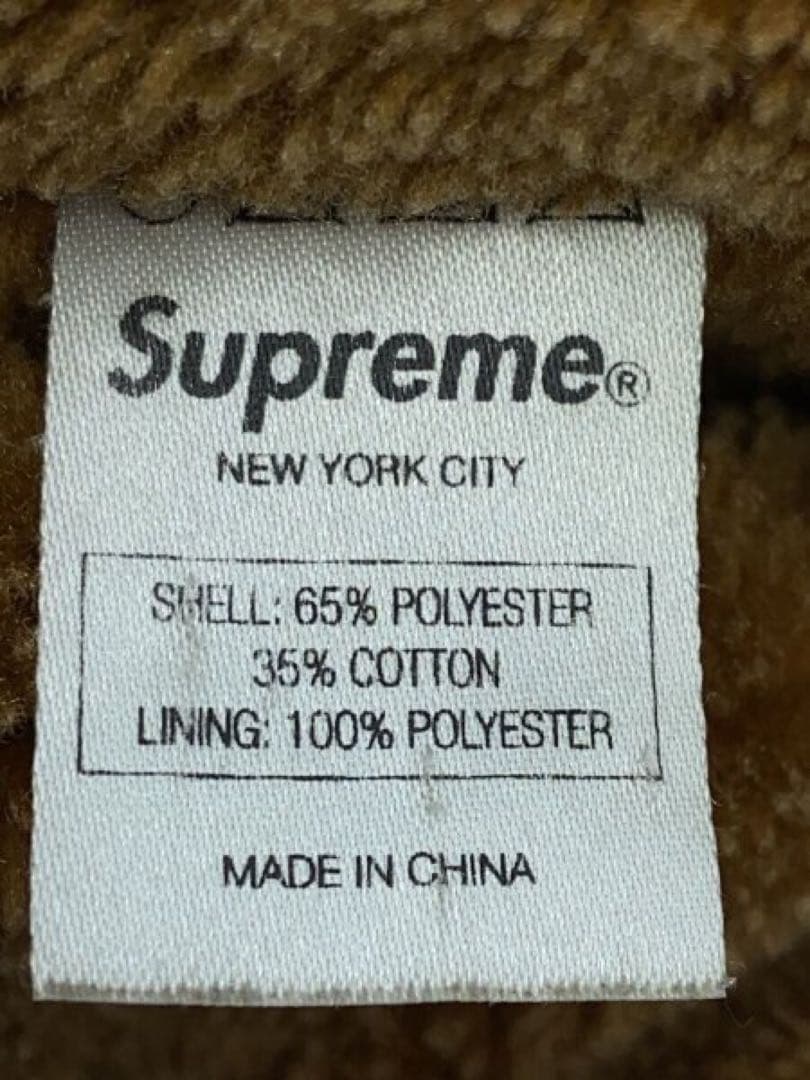 Supreme®
NEW YORK CITY
SHELL: 65% POLYESTER
35% COTTON
LINING: 100% POLYESTER
MADE IN CHINA